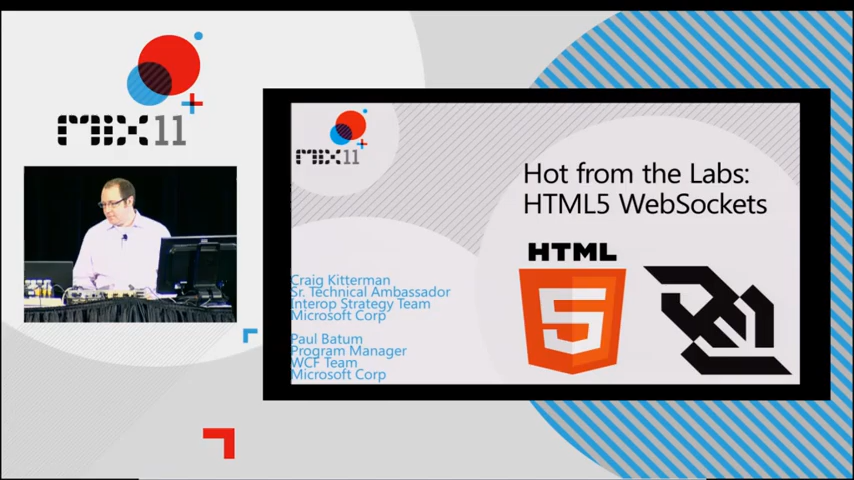 MIX11
MIX11
Hot from the Labs:
HTML5 WebSockets
HTML
5
Craig Kitterman
Sr. Technical Ambassador
Interop Strategy Team
Microsoft Corp
Paul Batum
Program Manager
WCF Team
Microsoft Corp